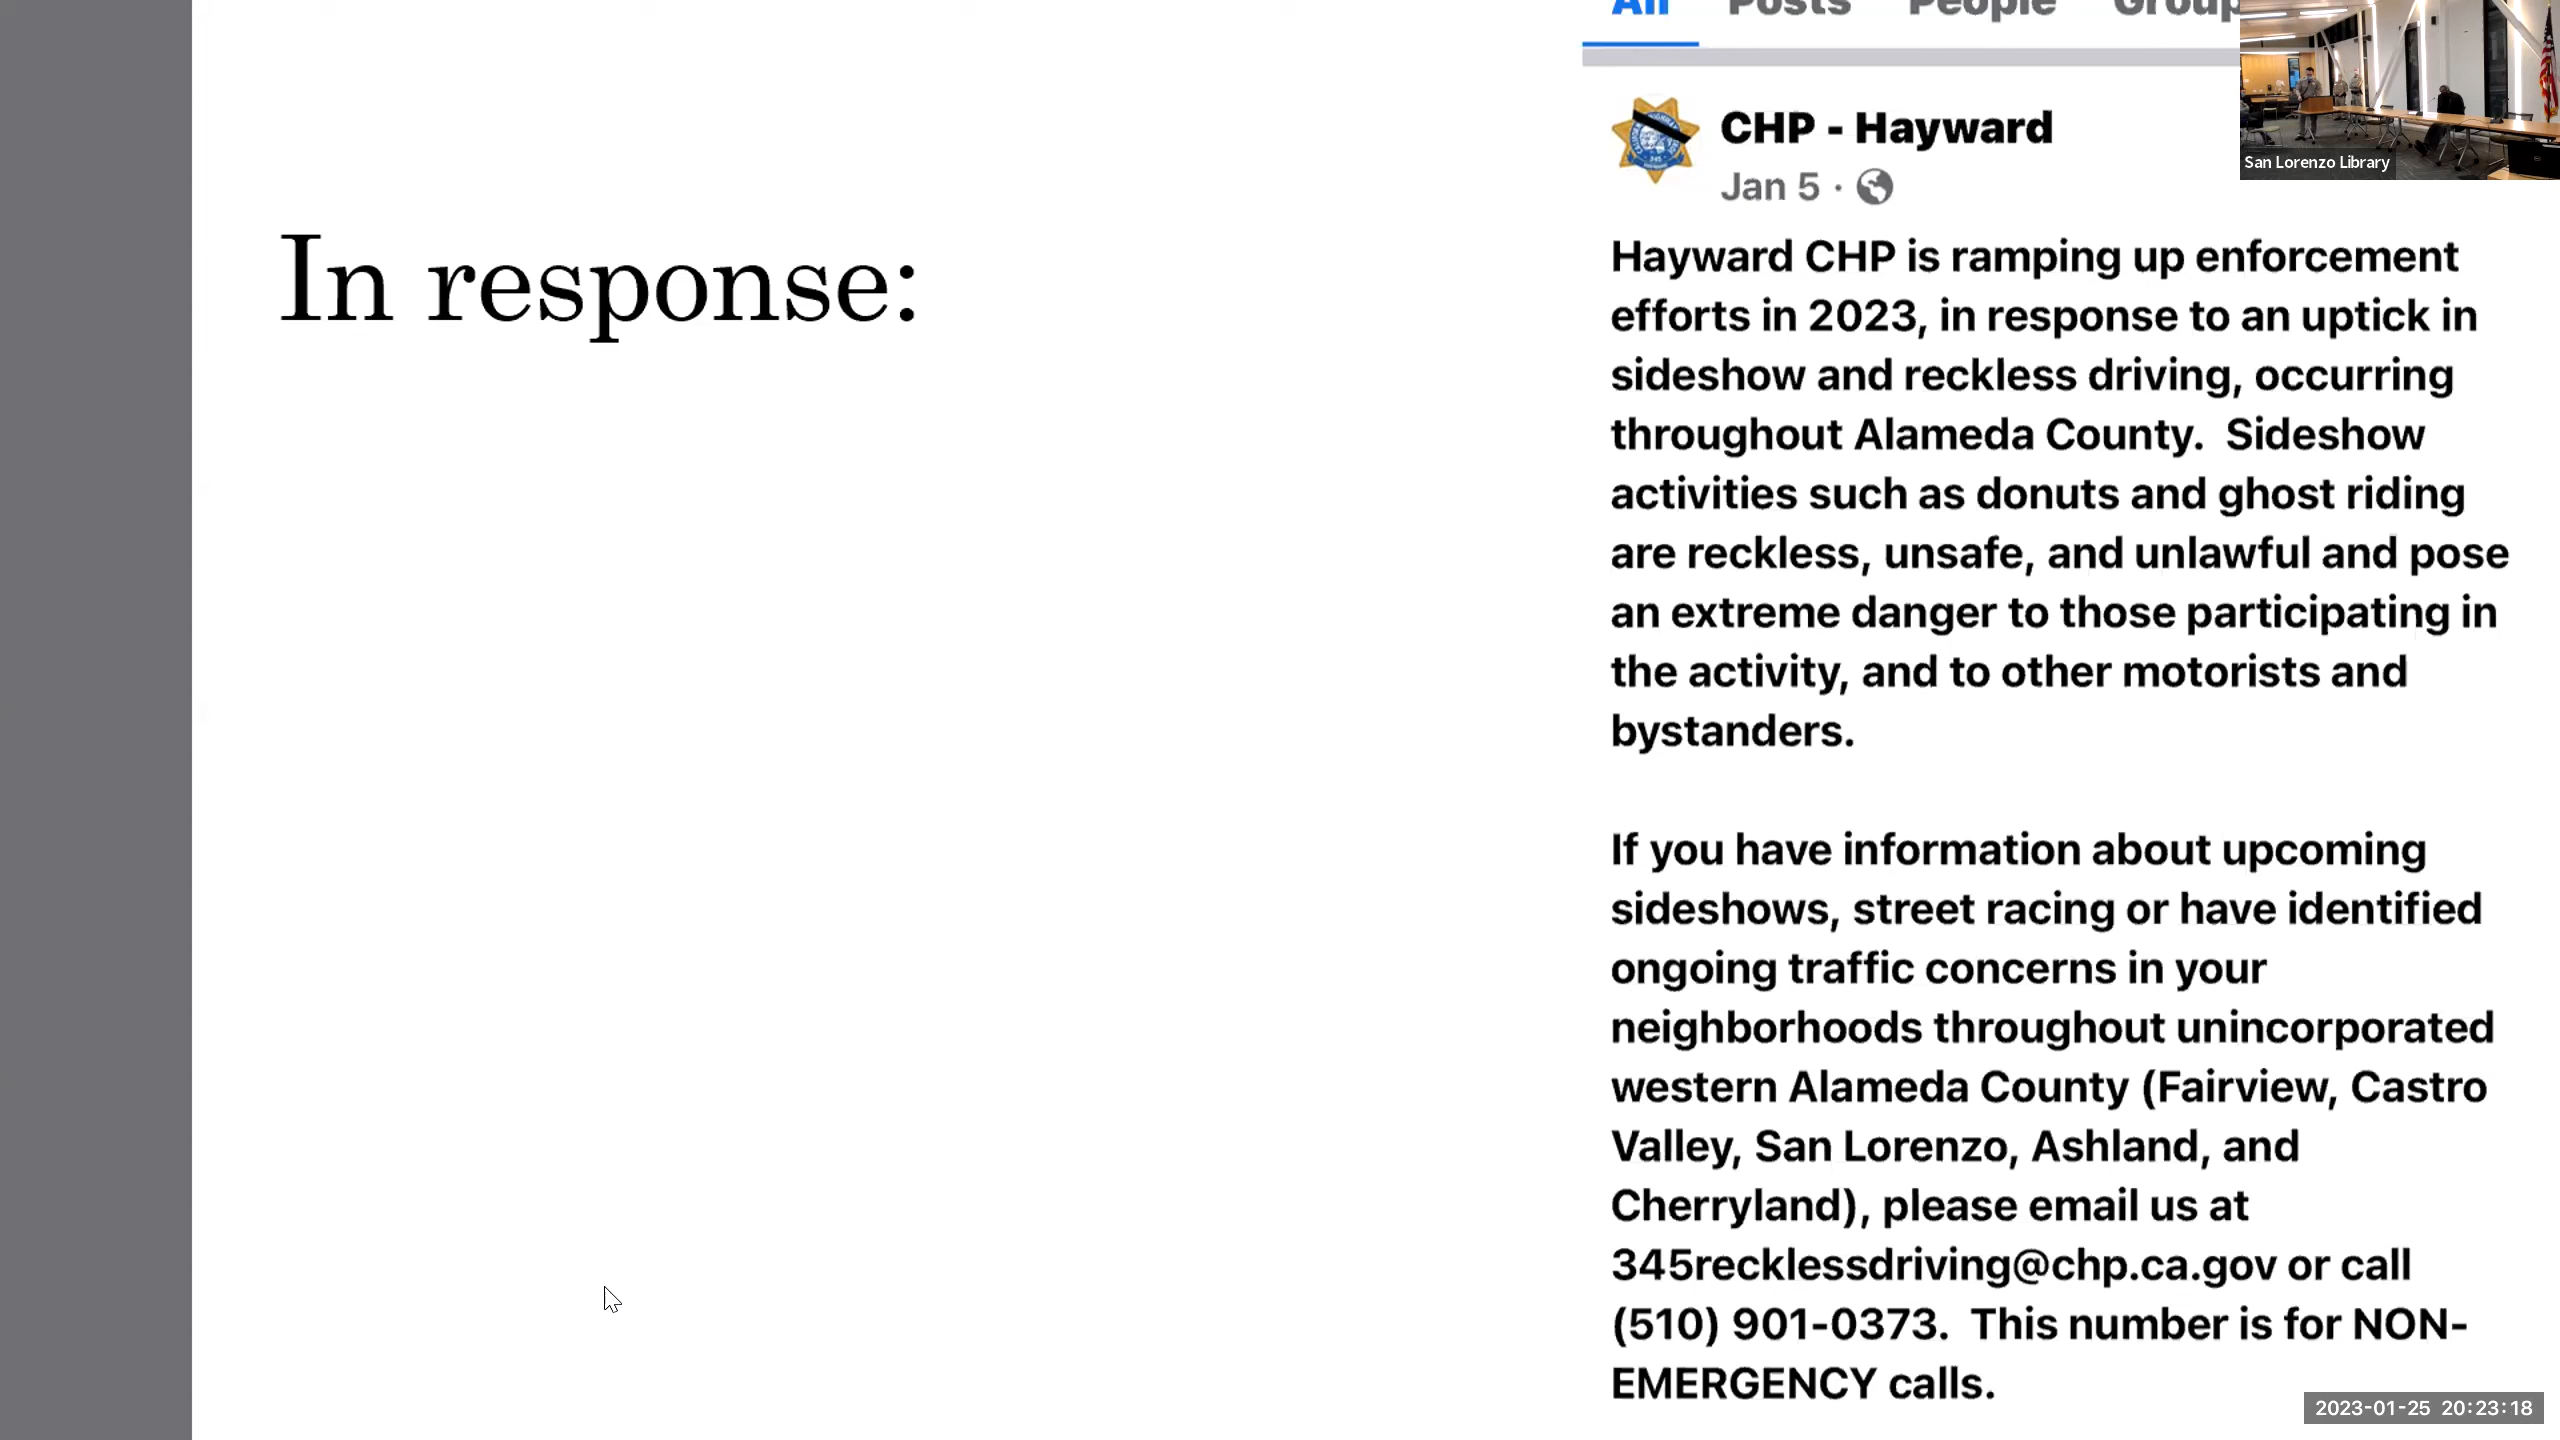 In response:
All Posts People Group
CHP - Hayward
Jan 5 ·
Hayward CHP is ramping up enforcement
efforts in 2023, in response to an uptick in
sideshow and reckless driving, occurring
throughout Alameda County.  Sideshow
activities such as donuts and ghost riding
are reckless, unsafe, and unlawful and pose
an extreme danger to those participating in
the activity, and to other motorists and
bystanders.
If you have information about upcoming
sideshows, street racing or have identified
ongoing traffic concerns in your
neighborhoods throughout unincorporated
western Alameda County (Fairview, Castro
Valley, San Lorenzo, Ashland, and
Cherryland), please email us at
345recklessdriving@chp.ca.gov or call
(510) 901-0373.  This number is for NON-
EMERGENCY calls.
San Lorenzo Library
2023-01-25 20:23:18